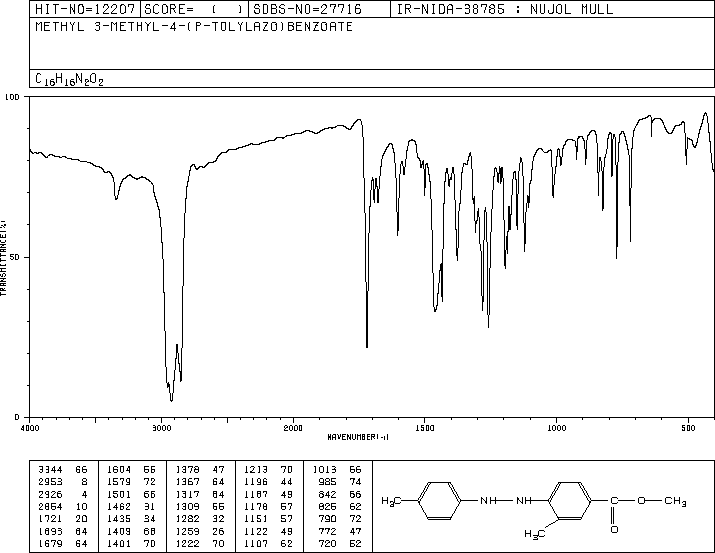 HIT-NO=12207 SCORE= ( ) SDBS-NO=27716 IR-NIDA-38785 : NUJOL MULL
METHYL 3-METHYL-4-(P-TOLYLAZO)BENZOATE
C16H16N2O2
100
50
0
TRANSMITTANCE(%)
4000 3000 2000 1500 1000 500
WAVENUMBER(-1)
3344 66 1604 55 1378 47 1213 70 1013 66
2953 8 1579 72 1367 64 1196 44 985 74
2926 4 1501 66 1317 64 1187 49 842 66
2854 10 1462 31 1309 55 1178 57 825 62
1721 20 1435 34 1282 32 1151 57 790 72
1693 64 1409 68 1259 26 1122 49 772 47
1679 64 1401 70 1222 70 1107 62 720 52
H3C NH NH C O CH3
H3C O